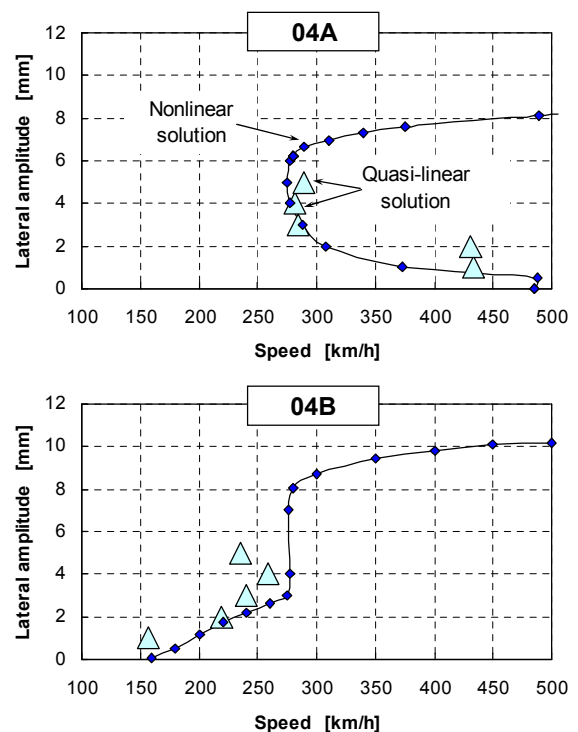 04A
12
10
8
6
4
2
0
Lateral amplitude [mm]
Nonlinear
solution
Quasi-linear
solution
100 150 200 250 300 350 400 450 500
Speed [km/h]
04B
12
10
8
6
4
2
0
Lateral amplitude [mm]
100 150 200 250 300 350 400 450 500
Speed [km/h]